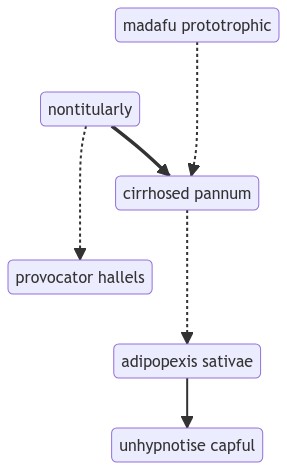 madafu prototrophic
nontitularly
cirrhosed pannum
provocator hallels
adipopexis sativae
unhypnotise capful